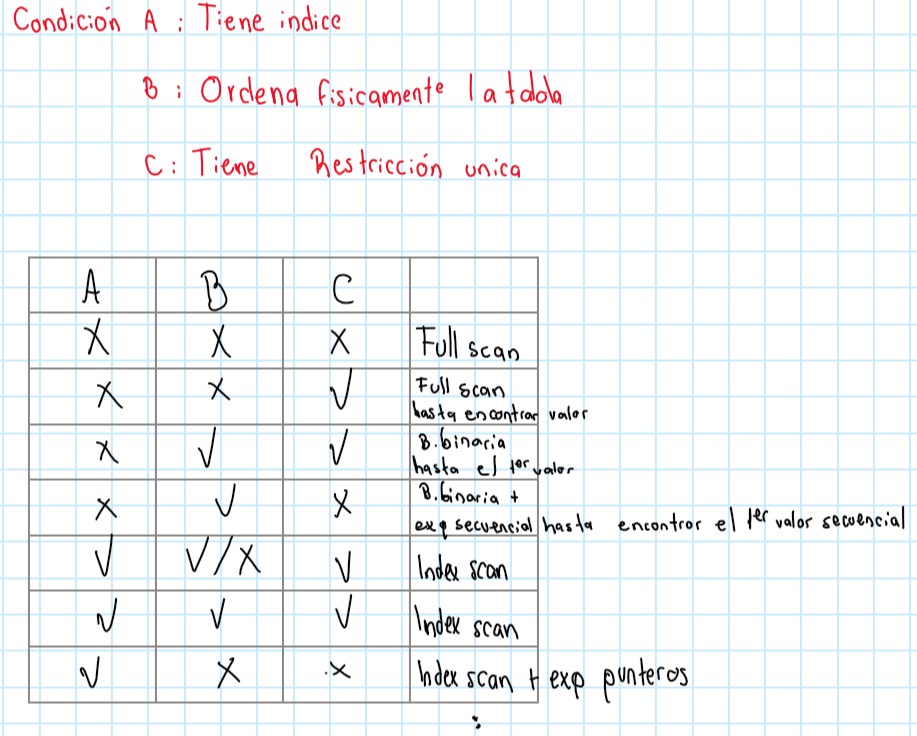 Condición A : Tiene indice
B : Ordena fisicamente la tabla
C : Tiene Restricción unica
A B C
X X X Full scan
X X √ Full scan
hasta encontrar valor
X √ √ B. binaria
hasta el 1er valor
X √ X B. binaria +
exp secuencial hasta encontrar el 1er valor secuencial
√ √/X √ Index scan
√ √ √ Index scan
√ X X Index scan + exp punteros
: